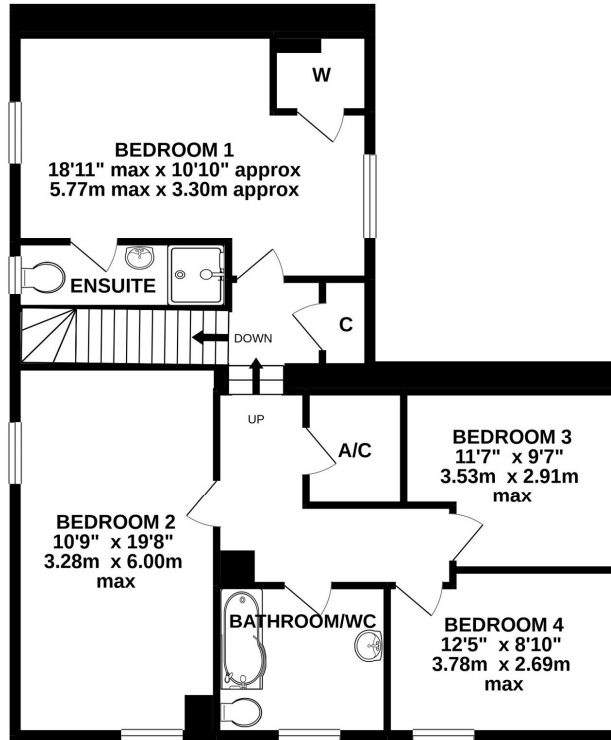 W
BEDROOM 1
18'11" max x 10'10" approx
5.77m max x 3.30m approx
ENSUITE
C
DOWN
UP
A/C
BEDROOM 3
11'7" x 9'7"
3.53m x 2.91m
max
BEDROOM 2
10'9" x 19'8"
3.28m x 6.00m
max
BATHROOM/WC
BEDROOM 4
12'5" x 8'10"
3.78m x 2.69m
max